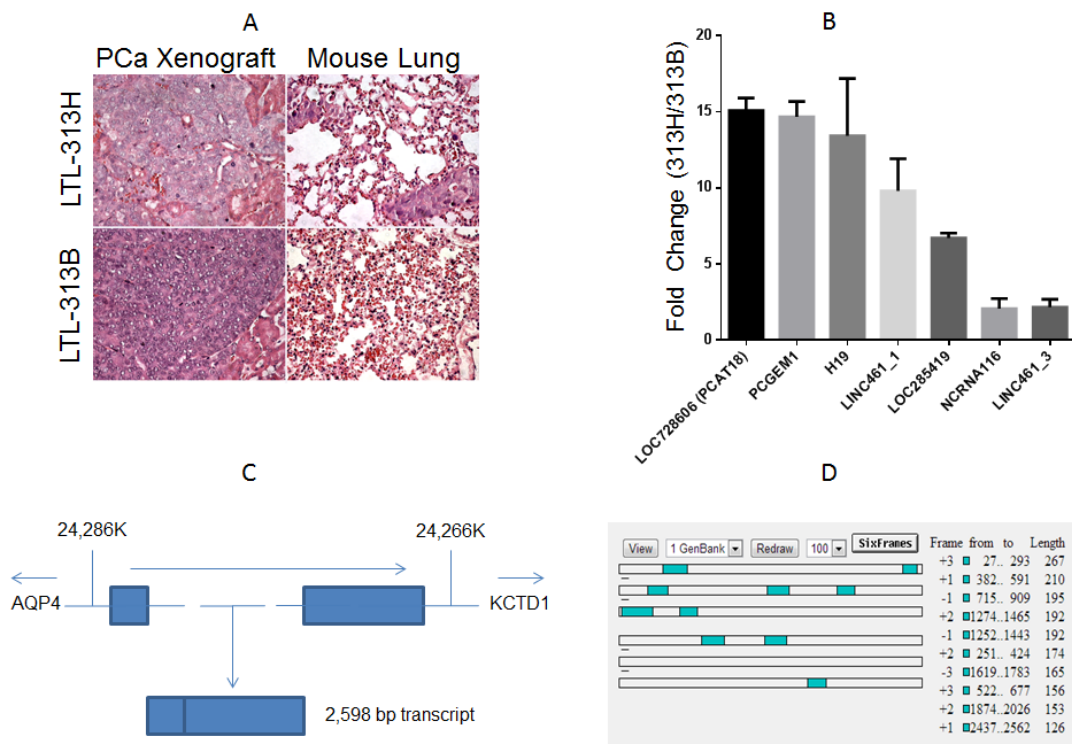 A
PCa Xenograft Mouse Lung
LTL-313H
LTL-313B
B
Fold Change (313H/313B)
20
15
10
5
0
LOC728606 (PCAT18)
PCGEM1
H19
LINC461_1
LOC285419
NCRNA116
LINC461_3
C
24,286K
24,266K
AQP4
KCTD1
2,598 bp transcript
D
View 1 GenBank Redraw 100 SixFrames
Frame from to Length
+3 27.. 293 267
+1 382.. 591 210
-1 715.. 909 195
+2 1274..1465 192
-1 1252..1443 192
+2 251.. 424 174
-3 1619..1783 165
+3 522.. 677 156
+2 1874..2026 153
+1 2437..2562 126